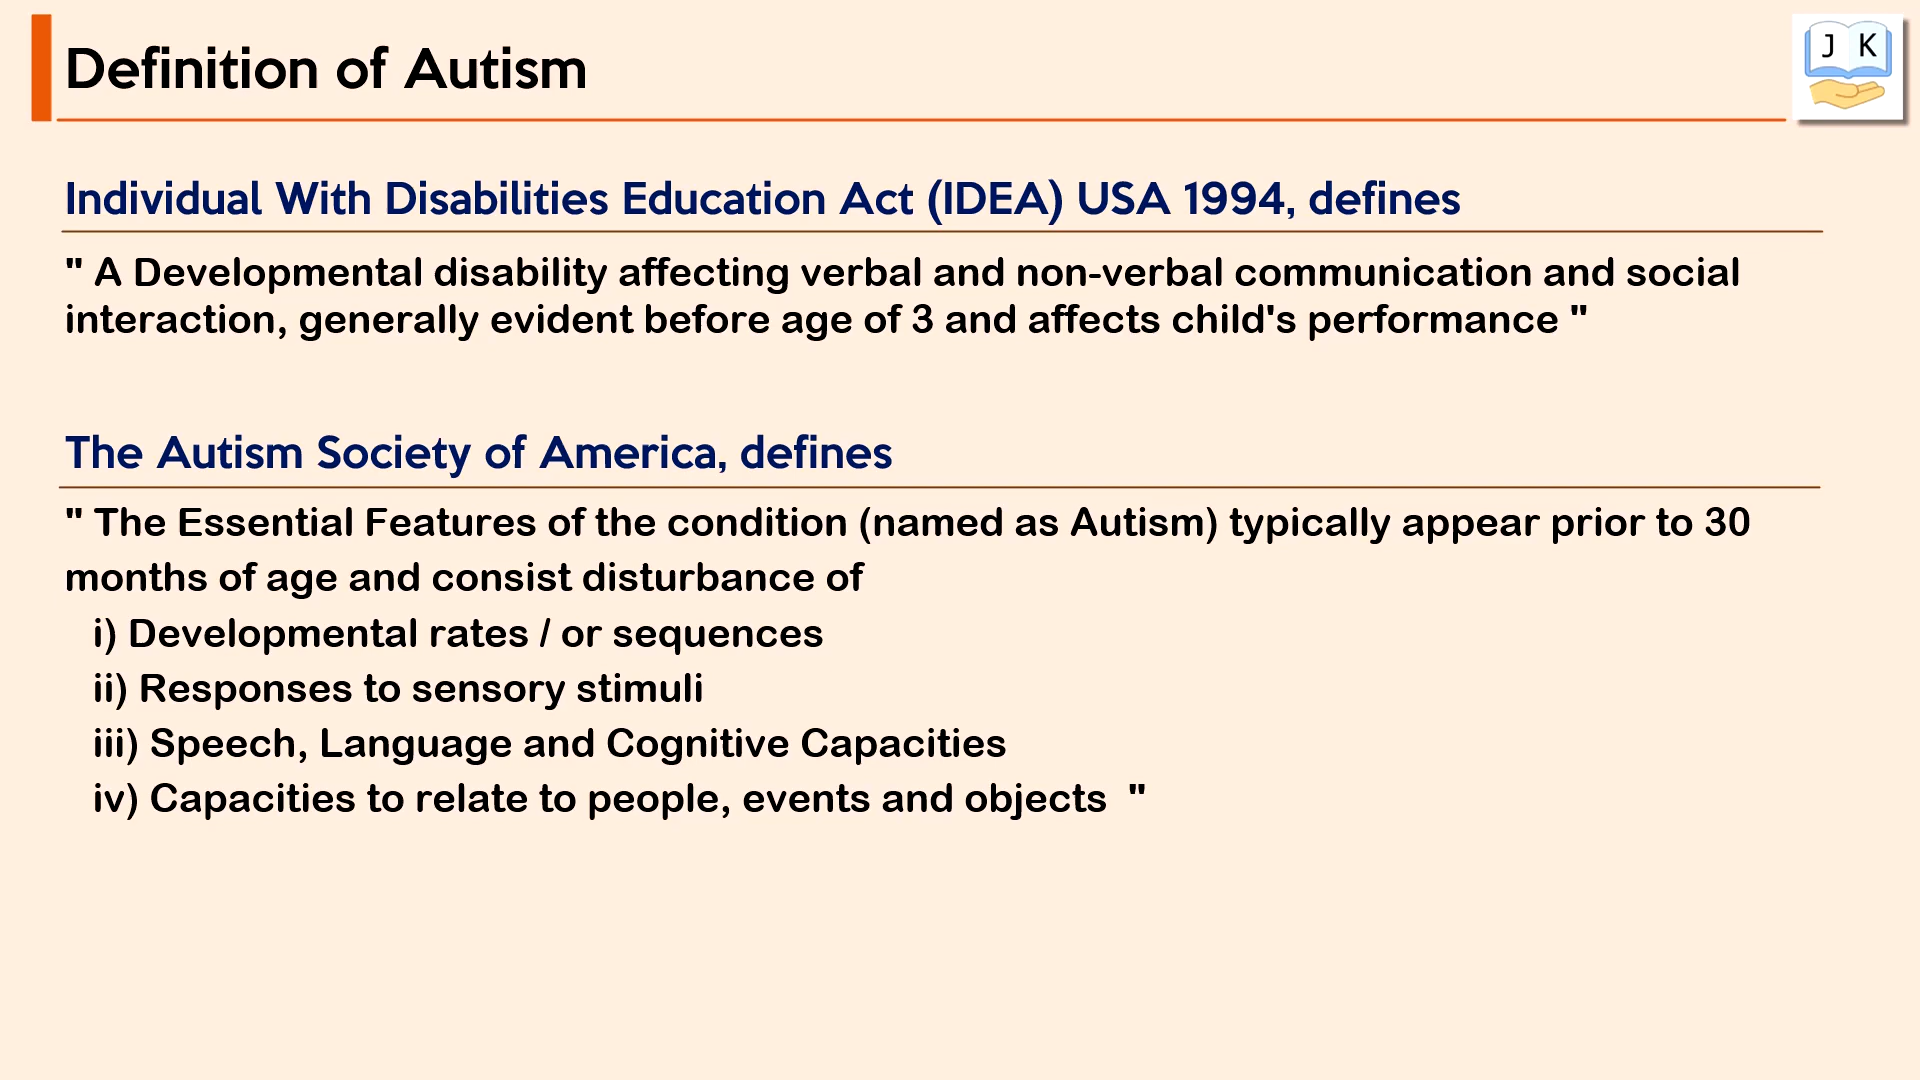 Definition of Autism
J K
Individual With Disabilities Education Act (IDEA) USA 1994, defines
" A Developmental disability affecting verbal and non-verbal communication and social
interaction, generally evident before age of 3 and affects child's performance "
The Autism Society of America, defines
" The Essential Features of the condition (named as Autism) typically appear prior to 30
months of age and consist disturbance of
i) Developmental rates / or sequences
ii) Responses to sensory stimuli
iii) Speech, Language and Cognitive Capacities
iv) Capacities to relate to people, events and objects "